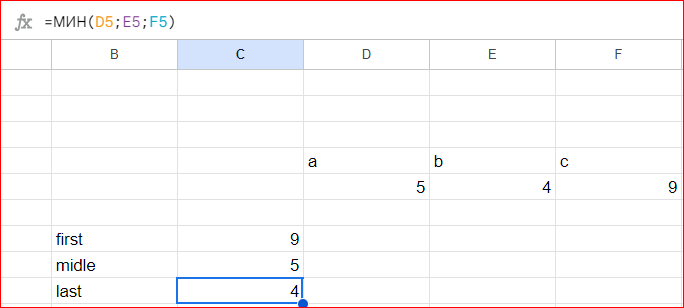 fx =МИН(D5;E5;F5)
B C D E F
a b c
5 4 9
first 9
midle 5
last 4